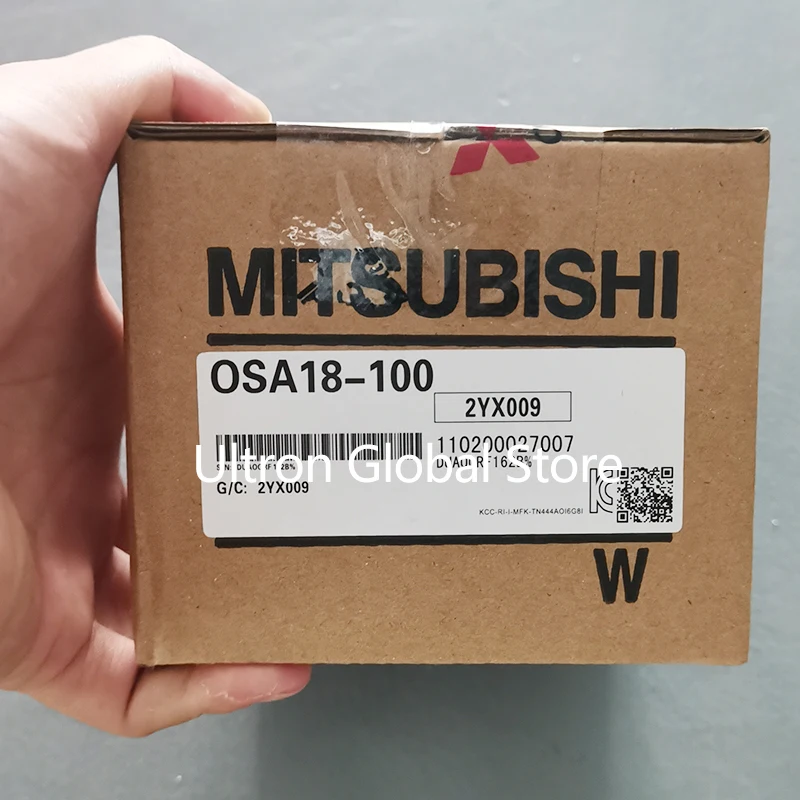 MITSUBISHI
OSA18-100
2YX009
110200027007
Ultron Global Store
G/C: 2YX009
KCC-RI-I-MFK-TN444AOI6G8I
W